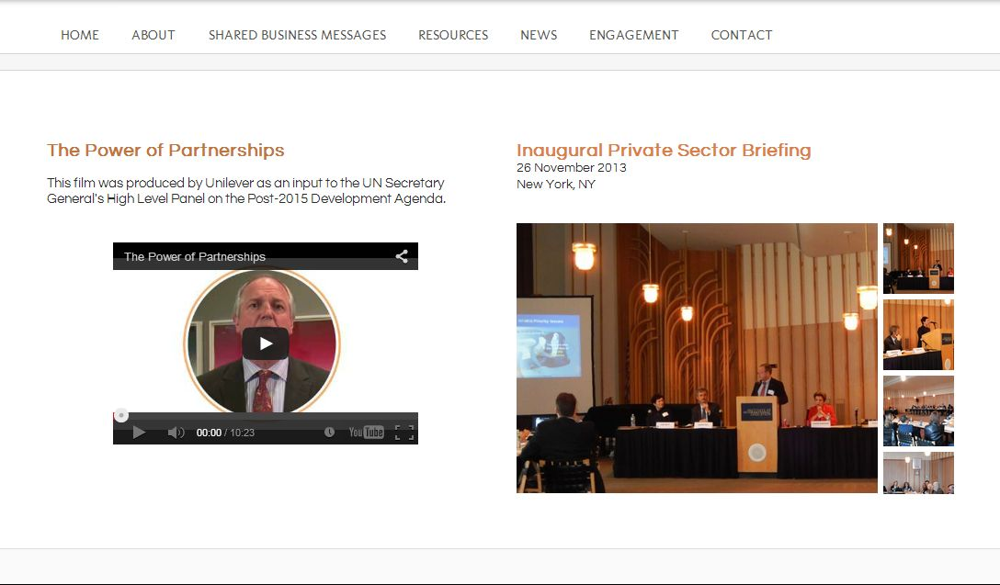 HOME ABOUT SHARED BUSINESS MESSAGES RESOURCES NEWS ENGAGEMENT CONTACT
The Power of Partnerships
This film was produced by Unilever as an input to the UN Secretary
General's High Level Panel on the Post-2015 Development Agenda.
The Power of Partnerships
00:00 / 10:23
YouTube
Inaugural Private Sector Briefing
26 November 2013
New York, NY
Priority Issues